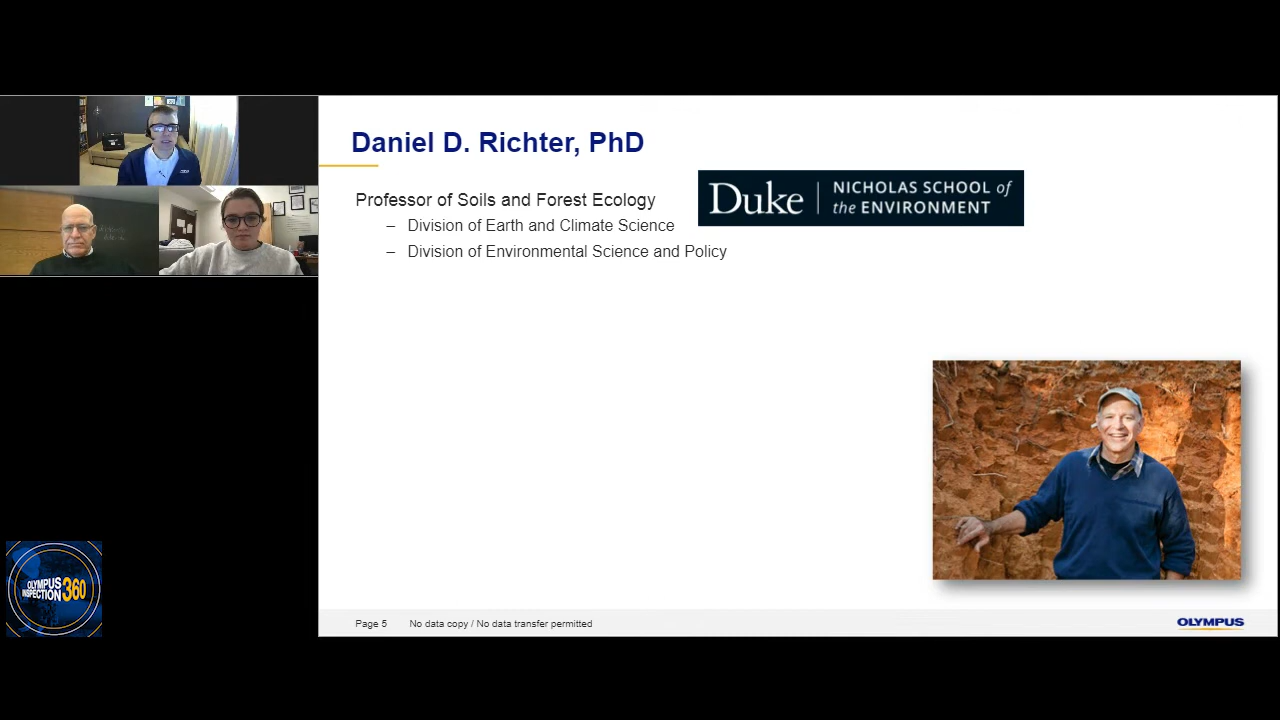 Daniel D. Richter, PhD
Professor of Soils and Forest Ecology
– Division of Earth and Climate Science
– Division of Environmental Science and Policy
Duke
NICHOLAS SCHOOL of
the ENVIRONMENT
OLYMPUS
INSPECTION 360
Page 5
No data copy / No data transfer permitted
OLYMPUS